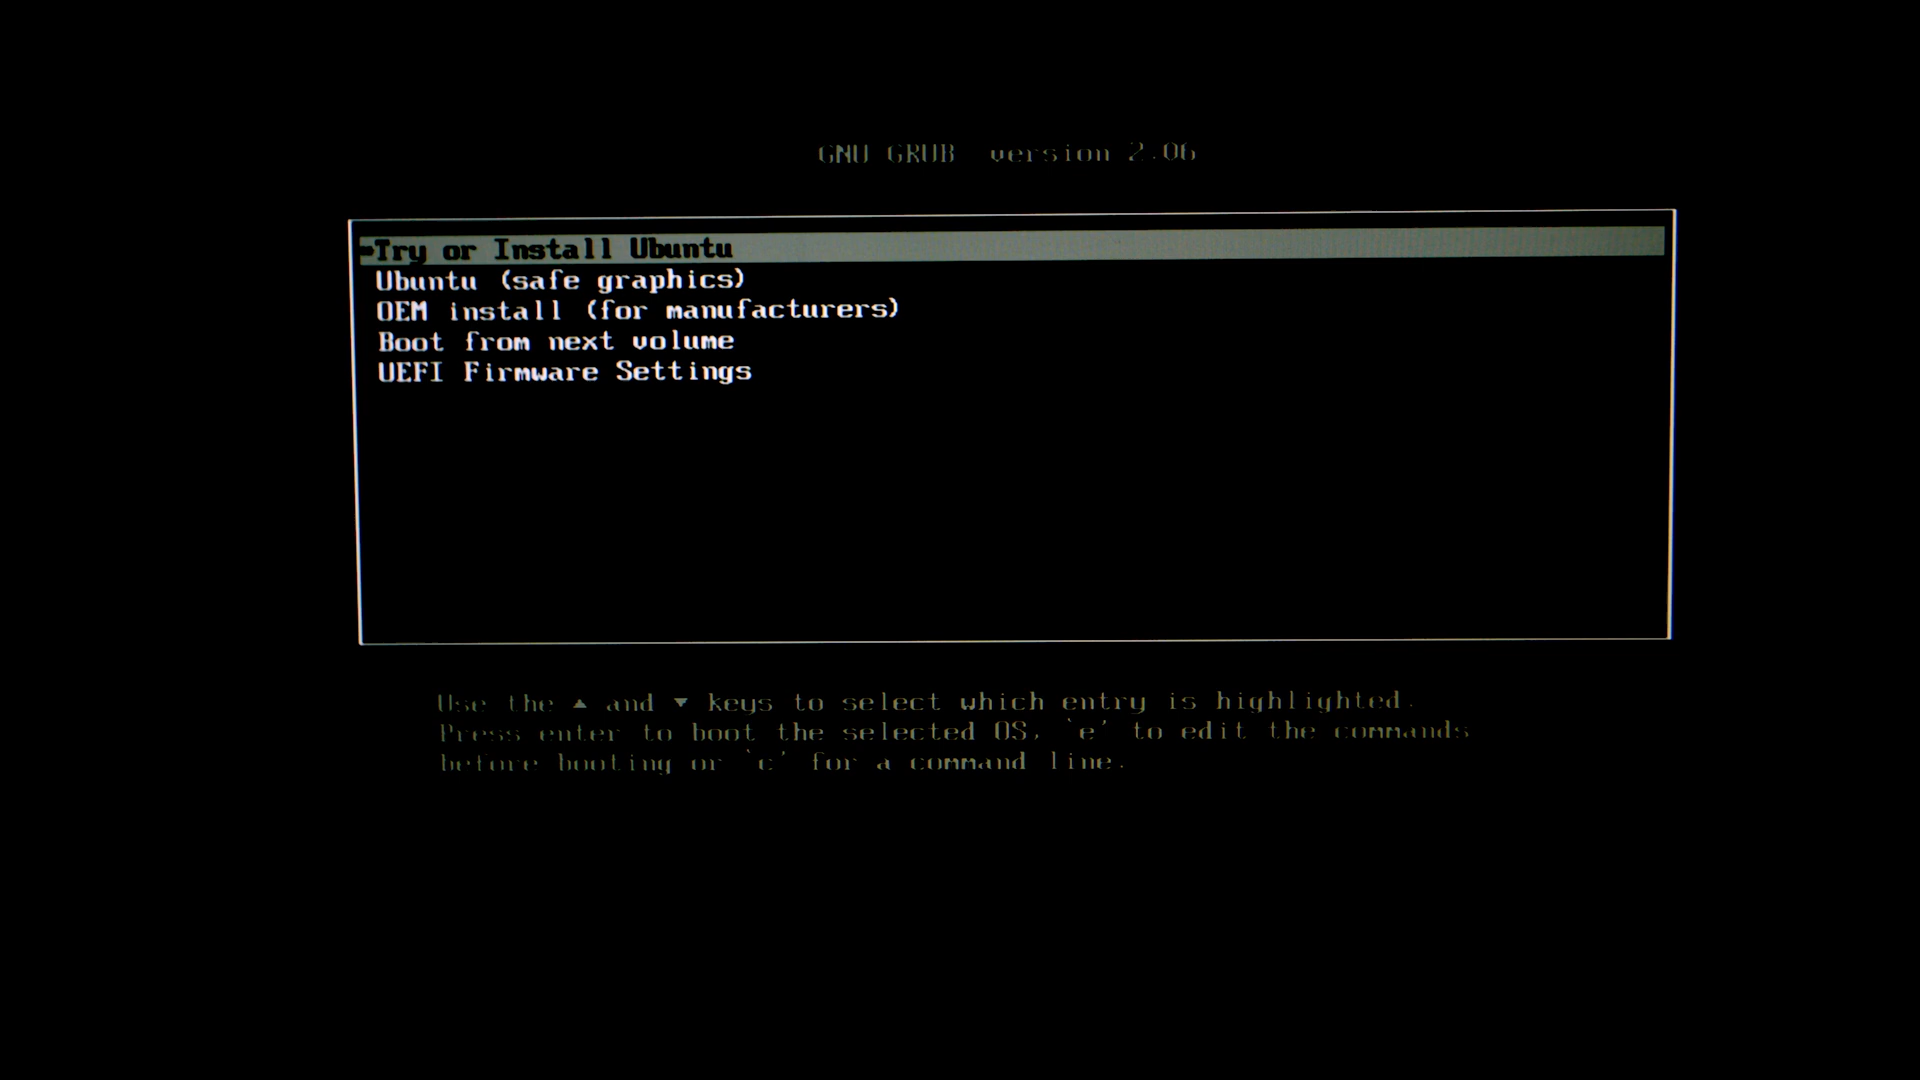 GNU GRUB  version 2.06
Try or Install Ubuntu
Ubuntu (safe graphics)
OEM install (for manufacturers)
Boot from next volume
UEFI Firmware Settings
Use the ▲ and ▼ keys to select which entry is highlighted.
Press enter to boot the selected OS, `e' to edit the commands
before booting or `c' for a command line.